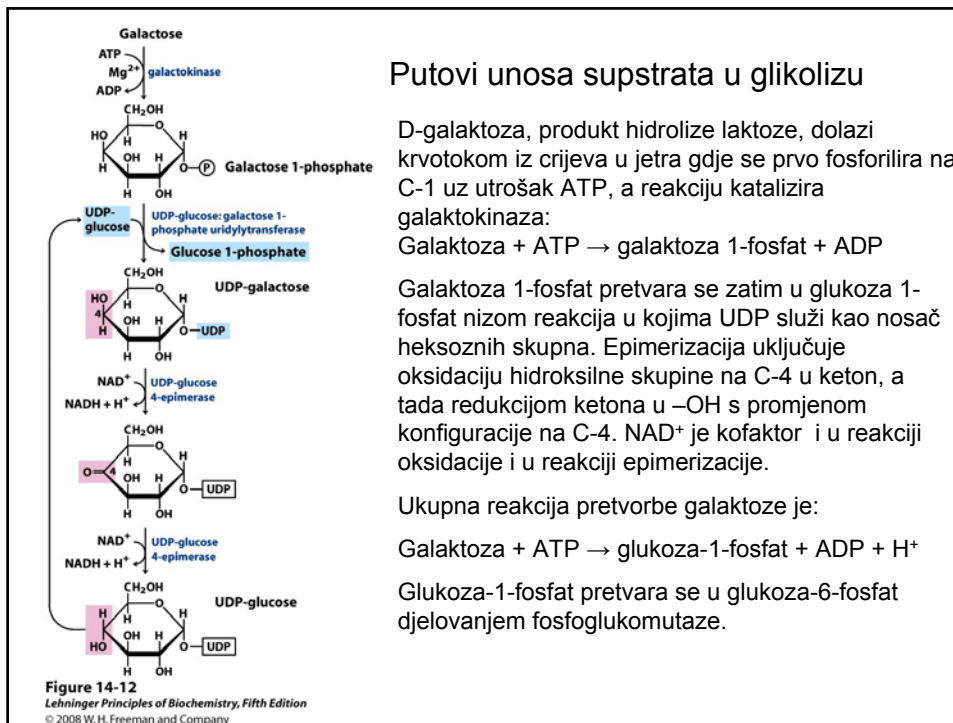 Galactose
ATP
Mg2+
galactokinase
ADP
CH2OH
O
HO
H
H
OH
H
H
O
P
Galactose 1-phosphate
H
OH
UDP-
glucose
UDP-glucose: galactose 1-
phosphate uridylytransferase
Glucose 1-phosphate
CH2OH
UDP-galactose
HO
O
H
4
H
OH
H
H
H
O
UDP
H
OH
NAD+
UDP-glucose
4-epimerase
NADH + H+
CH2OH
O
H
H
O
4
OH
H
H
O
UDP
H
OH
NAD+
UDP-glucose
4-epimerase
NADH + H+
CH2OH
UDP-glucose
H
O
H
H
OH
H
H
HO
O
UDP
H
OH
Figure 14-12
Lehninger Principles of Biochemistry, Fifth Edition
© 2008 W. H. Freeman and Company
Putovi unosa supstrata u glikolizu
D-galaktoza, produkt hidrolize laktoze, dolazi
krvotokom iz crijeva u jetra gdje se prvo fosforilira na
C-1 uz utrošak ATP, a reakciju katalizira
galaktokinaza:
Galaktoza + ATP → galaktoza 1-fosfat + ADP
Galaktoza 1-fosfat pretvara se zatim u glukoza 1-
fosfat nizom reakcija u kojima UDP služi kao nosač
heksoznih skupna. Epimerizacija uključuje
oksidaciju hidroksilne skupine na C-4 u keton, a
tada redukcijom ketona u –OH s promjenom
konfiguracije na C-4. NAD+ je kofaktor i u reakciji
oksidacije i u reakciji epimerizacije.
Ukupna reakcija pretvorbe galaktoze je:
Galaktoza + ATP → glukoza-1-fosfat + ADP + H+
Glukoza-1-fosfat pretvara se u glukoza-6-fosfat
djelovanjem fosfoglukomutaze.